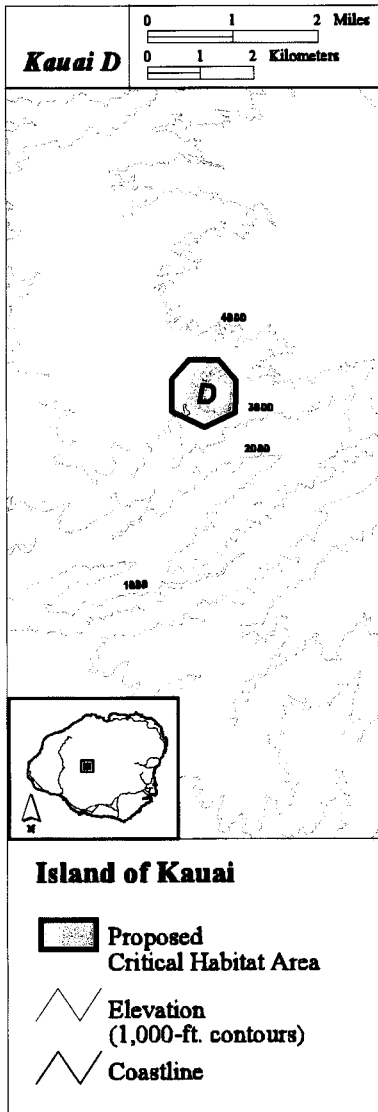 Kauai D
0 1 2 Miles
0 1 2 Kilometers
4000
D
3000
2000
1000
Island of Kauai
Proposed
Critical Habitat Area
Elevation
(1,000-ft. contours)
Coastline